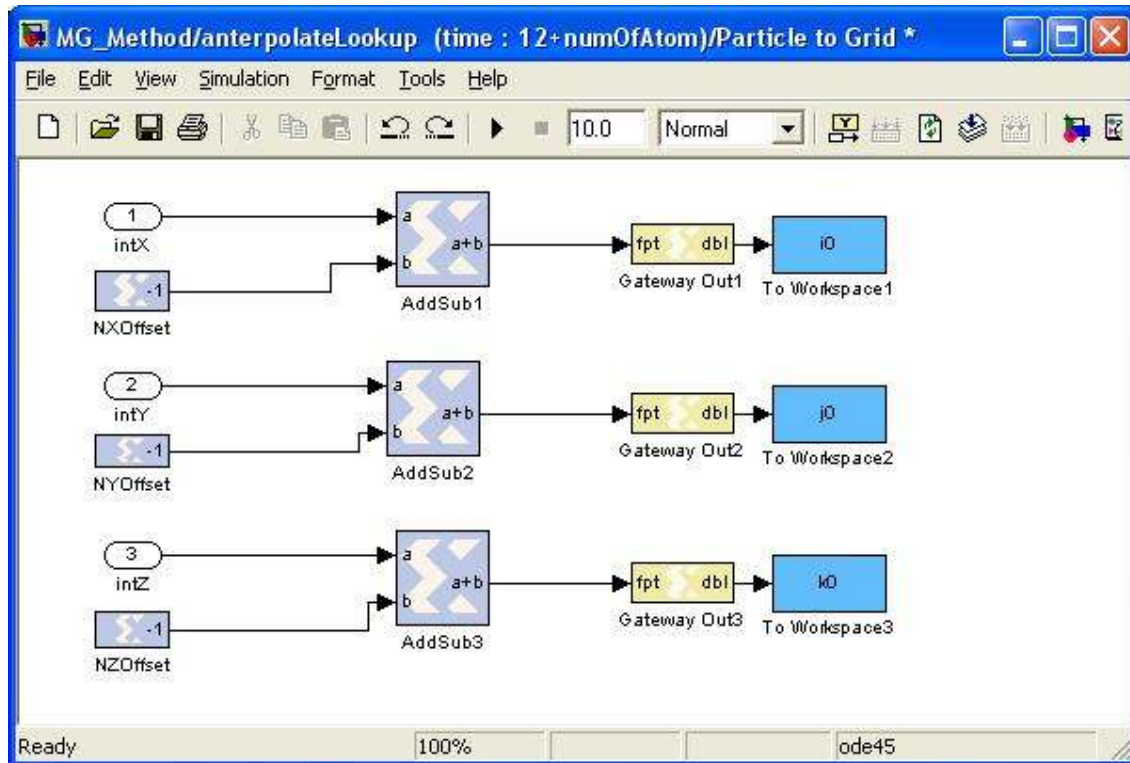 MG_Method/anterpolateLookup (time : 12+numOfAtom)/Particle to Grid *
File Edit View Simulation Format Tools Help
10.0 Normal
1
intX
-1
NXOffset
a
b
a+b
AddSub1
fpt dbl
Gateway Out1
i0
To Workspace1
2
intY
-1
NYOffset
a
b
a+b
AddSub2
fpt dbl
Gateway Out2
j0
To Workspace2
3
intZ
-1
NZOffset
a
b
a+b
AddSub3
fpt dbl
Gateway Out3
k0
To Workspace3
Ready 100% ode45